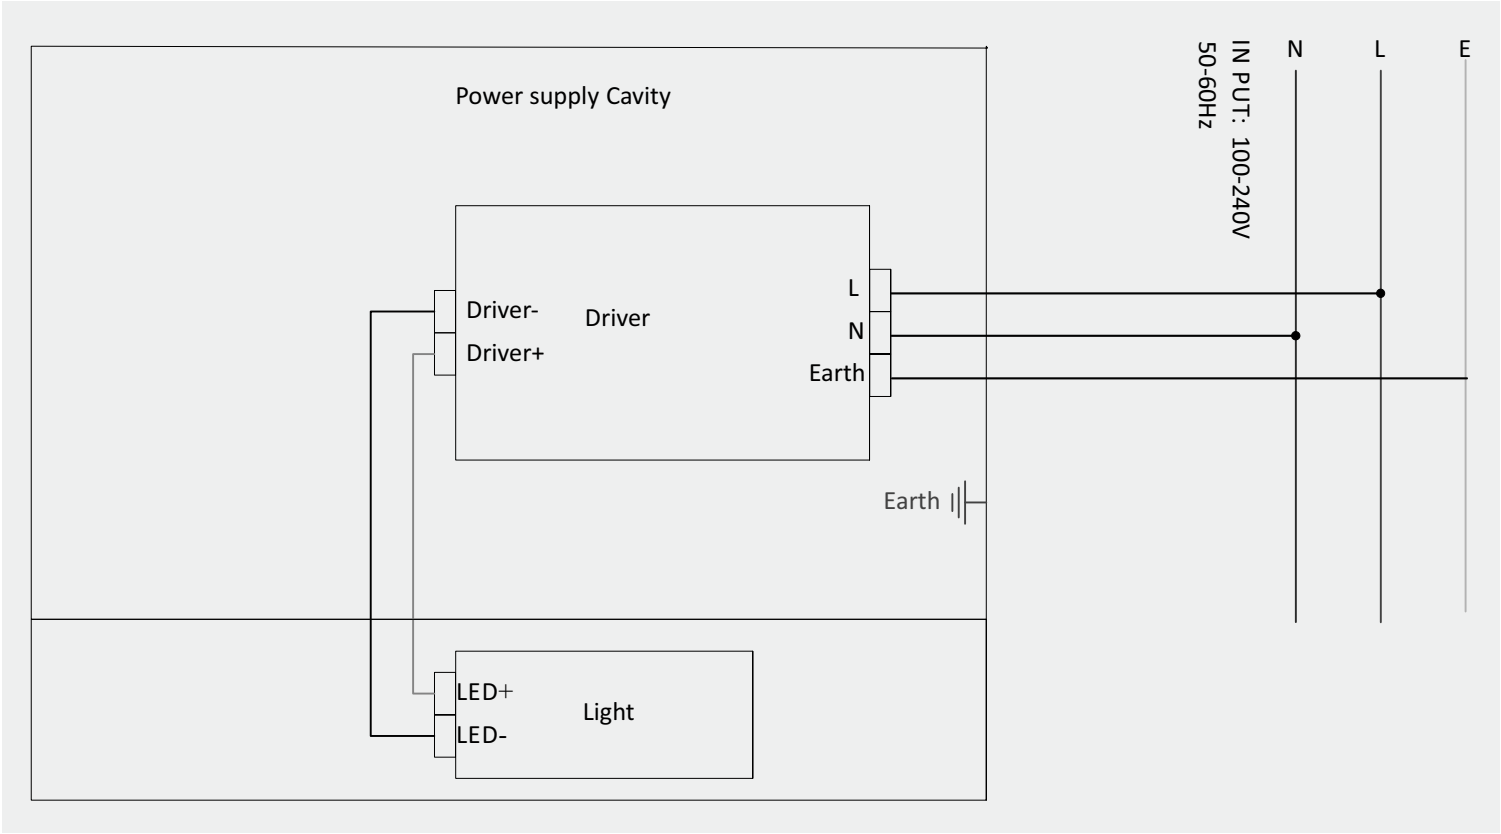 Power supply Cavity
IN PUT: 100-240V
50-60Hz
N
L
E
Driver-
Driver+
Driver
L
N
Earth
Earth
LED+
LED-
Light